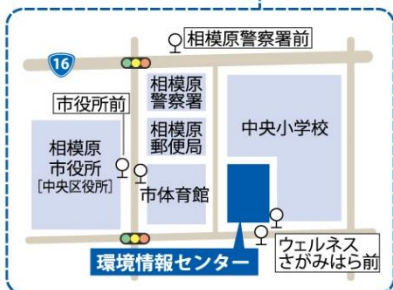 相模原警察署前
16
市役所前
相模原
警察署
相模原
郵便局
中央小学校
相模原
市役所
[中央区役所]
市体育館
環境情報センター
ウェルネス
さがみはら前